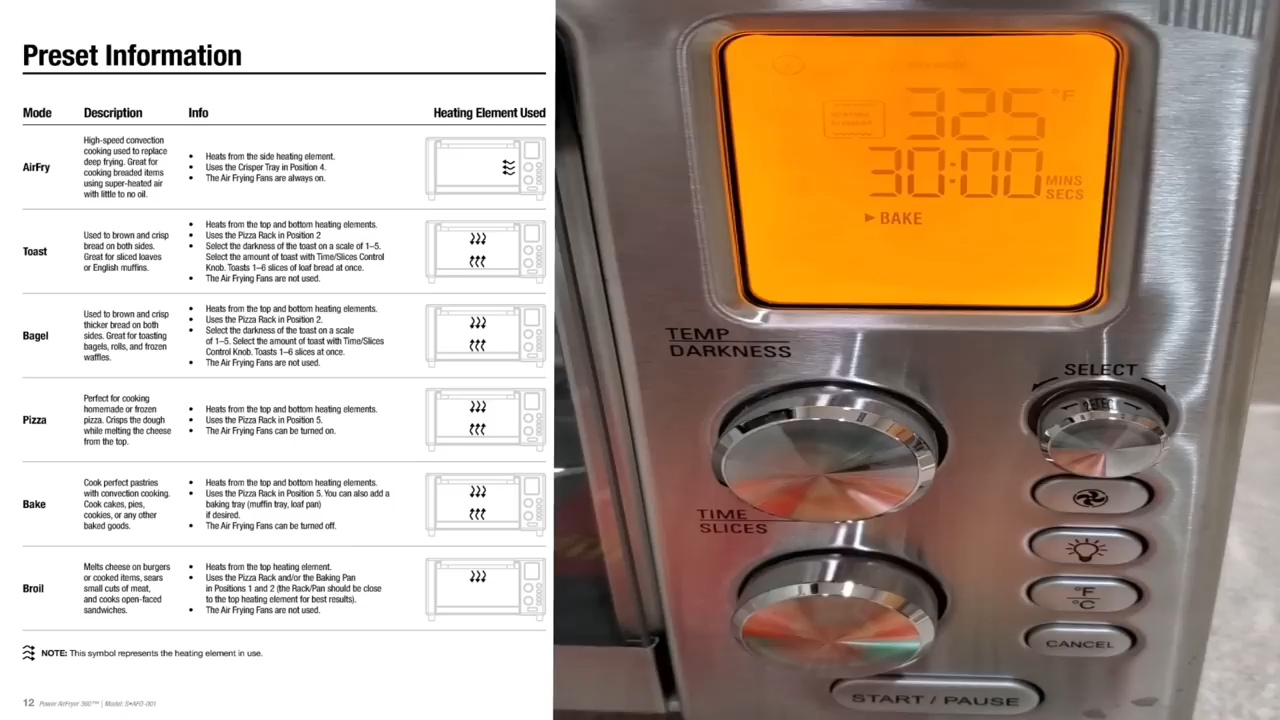 Preset Information
Mode Description Info Heating Element Used
AirFry
High-speed convection
cooking used to replace
deep frying. Great for
cooking breaded items
using super-heated air
with little to no oil.
• Heats from the side heating element.
• Uses the Crisper Tray in Position 4.
• The Air Frying Fans are always on.
Toast
Used to brown and crisp
bread on both sides.
Great for sliced loaves
or English muffins.
• Heats from the top and bottom heating elements.
• Uses the Pizza Rack in Position 2
• Select the darkness of the toast on a scale of 1–5.
Select the amount of toast with Time/Slices Control
Knob. Toasts 1–6 slices of loaf bread at once.
• The Air Frying Fans are not used.
Bagel
Used to brown and crisp
thicker bread on both
sides. Great for toasting
bagels, rolls, and frozen
waffles.
• Heats from the top and bottom heating elements.
• Uses the Pizza Rack in Position 2.
• Select the darkness of the toast on a scale
of 1–5. Select the amount of toast with Time/Slices
Control Knob. Toasts 1–6 slices at once.
• The Air Frying Fans are not used.
Pizza
Perfect for cooking
homemade or frozen
pizza. Crisps the dough
while melting the cheese
from the top.
• Heats from the top and bottom heating elements.
• Uses the Pizza Rack in Position 5.
• The Air Frying Fans can be turned on.
Bake
Cook perfect pastries
with convection cooking.
Cook cakes, pies,
cookies, or any other
baked goods.
• Heats from the top and bottom heating elements.
• Uses the Pizza Rack in Position 5. You can also add a
baking tray (muffin tray, loaf pan)
if desired.
• The Air Frying Fans can be turned off.
Broil
Melts cheese on burgers
or cooked items, sears
small cuts of meat,
and cooks open-faced
sandwiches.
• Heats from the top heating element.
• Uses the Pizza Rack and/or the Baking Pan
in Positions 1 and 2 (the Rack/Pan should be close
to the top heating element for best results).
• The Air Frying Fans are not used.
NOTE: This symbol represents the heating element in use.
12 Power AirFryer 360™ | Model: S•AFO-001
325 °F
30:00 MINS
SECS
▶ BAKE
TEMP
DARKNESS
SELECT
TIME
SLICES
°F
°C
CANCEL
START / PAUSE